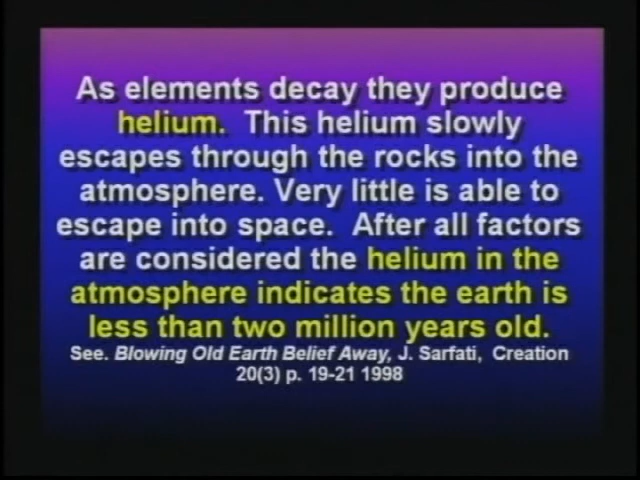 As elements decay they produce
helium.  This helium slowly
escapes through the rocks into the
atmosphere. Very little is able to
escape into space.  After all factors
are considered the helium in the
atmosphere indicates the earth is
less than two million years old.
See. Blowing Old Earth Belief Away, J. Sarfati,  Creation
20(3) p. 19-21 1998